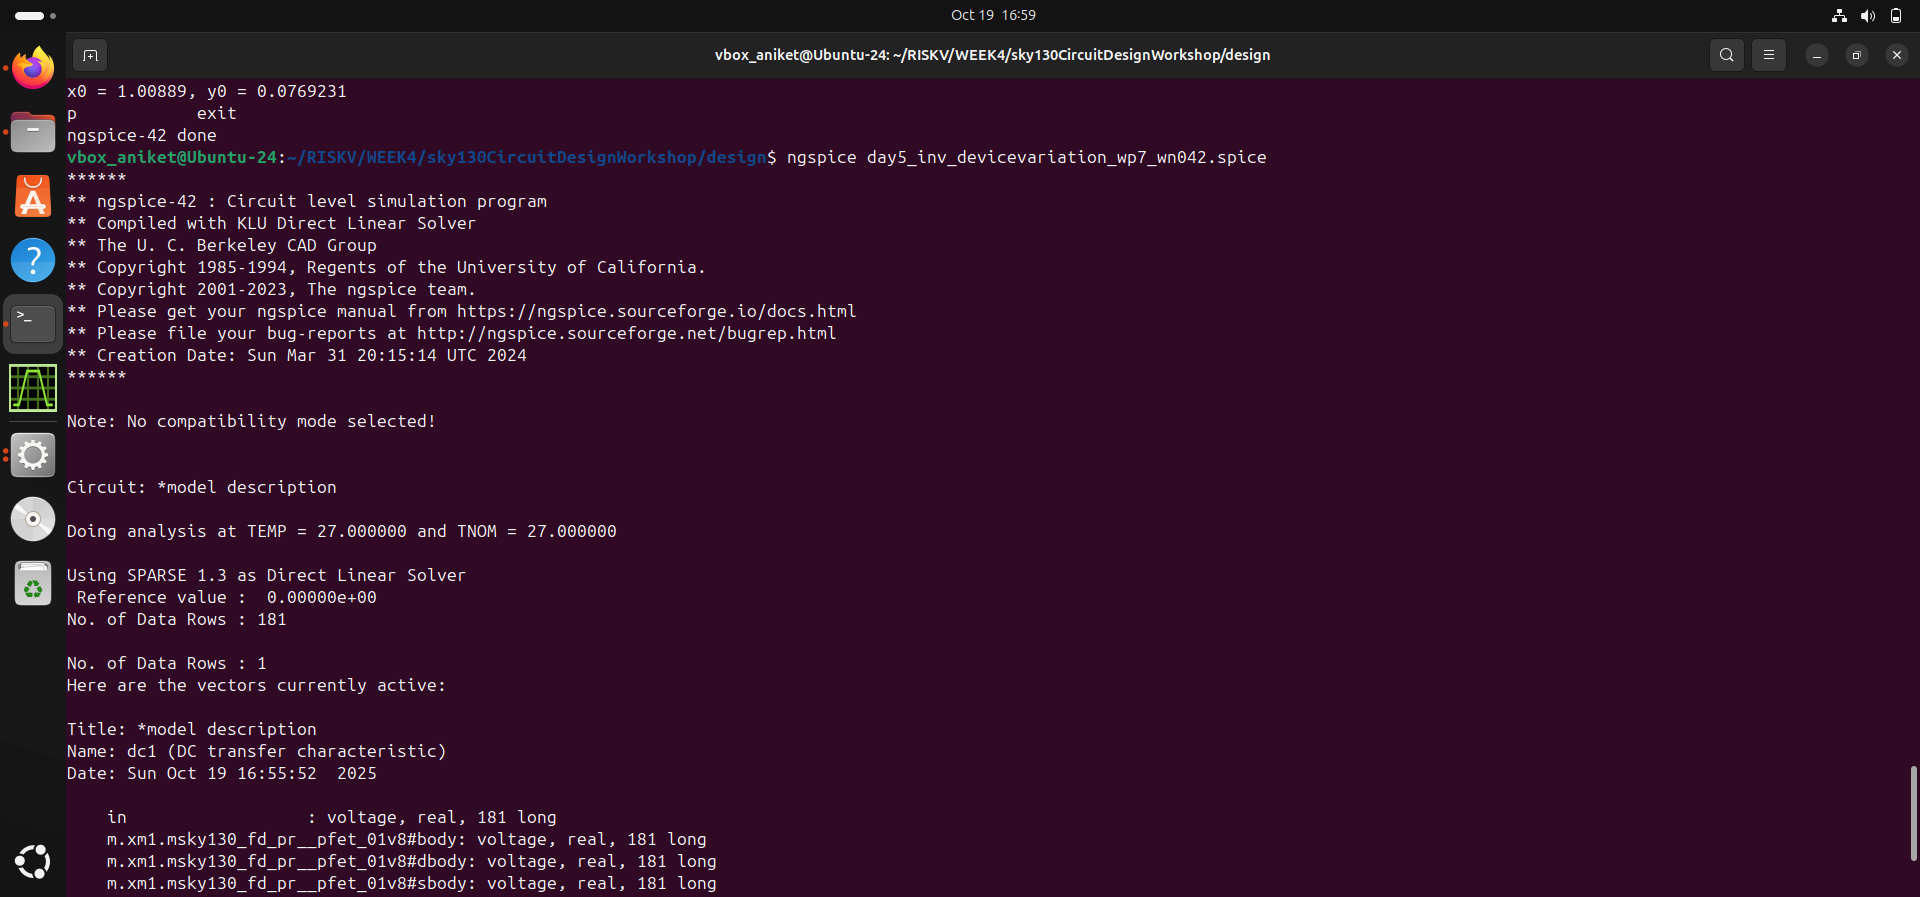 Oct 19 16:59
vbox_aniket@Ubuntu-24: ~/RISKV/WEEK4/sky130CircuitDesignWorkshop/design
x0 = 1.00889, y0 = 0.0769231
p            exit
ngspice-42 done
vbox_aniket@Ubuntu-24:~/RISKV/WEEK4/sky130CircuitDesignWorkshop/design$ ngspice day5_inv_devicevariation_wp7_wn042.spice
******
** ngspice-42 : Circuit level simulation program
** Compiled with KLU Direct Linear Solver
** The U. C. Berkeley CAD Group
** Copyright 1985-1994, Regents of the University of California.
** Copyright 2001-2023, The ngspice team.
** Please get your ngspice manual from https://ngspice.sourceforge.io/docs.html
** Please file your bug-reports at http://ngspice.sourceforge.net/bugrep.html
** Creation Date: Sun Mar 31 20:15:14 UTC 2024
******
Note: No compatibility mode selected!
Circuit: *model description
Doing analysis at TEMP = 27.000000 and TNOM = 27.000000
Using SPARSE 1.3 as Direct Linear Solver
 Reference value :  0.00000e+00
No. of Data Rows : 181
No. of Data Rows : 1
Here are the vectors currently active:
Title: *model description
Name: dc1 (DC transfer characteristic)
Date: Sun Oct 19 16:55:52  2025
    in                  : voltage, real, 181 long
    m.xm1.msky130_fd_pr__pfet_01v8#body: voltage, real, 181 long
    m.xm1.msky130_fd_pr__pfet_01v8#dbody: voltage, real, 181 long
    m.xm1.msky130_fd_pr__pfet_01v8#sbody: voltage, real, 181 long